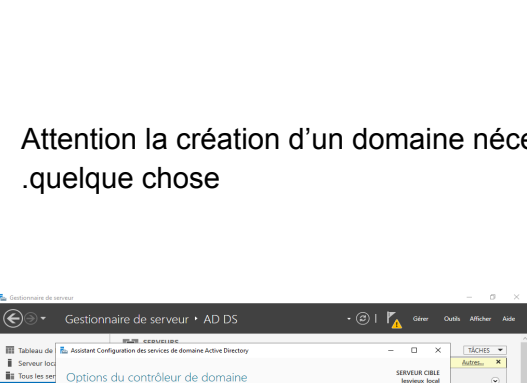 Attention la création d'un domaine néce
.quelque chose
Gestionnaire de serveur
Gestionnaire de serveur ‣ AD DS
Gérer Outils Afficher Aide
SERVEURS
Tableau de
Assistant Configuration des services de domaine Active Directory
TÂCHES
Serveur loc
Autres...
Tous les ser
Options du contrôleur de domaine
SERVEUR CIBLE
lesvieux local